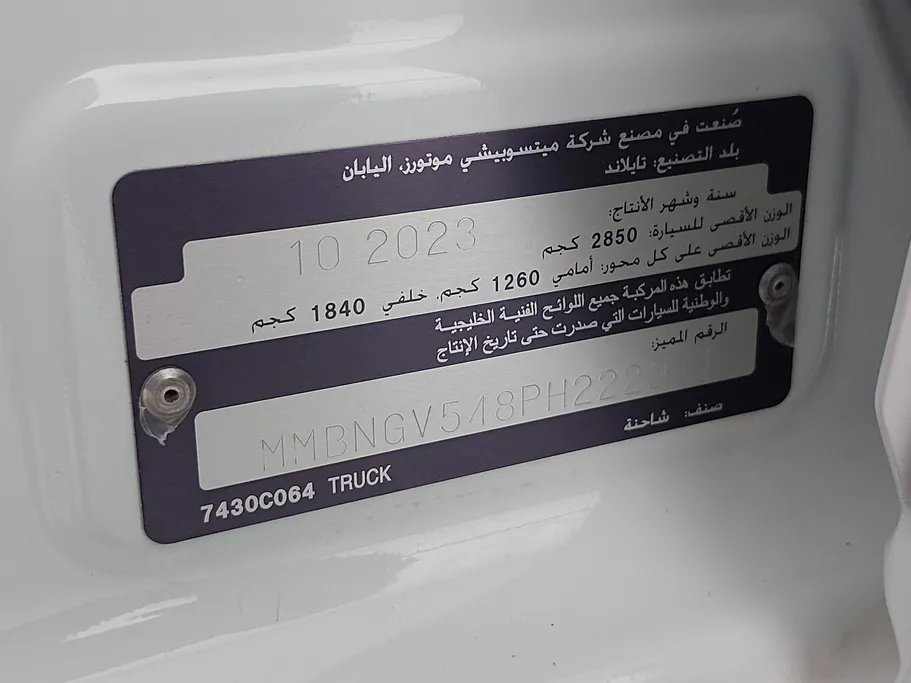 صُنعت في مصنع شركة ميتسوبيشي موتورز، اليابان
بلد التصنيع: تايلاند
سنة وشهر الأنتاج:
10 2023
الوزن الأقصى للسيارة: 2850 كجم
الوزن الأقصى على كل محور: أمامي 1260 كجم، خلفي 1840 كجم
تطابق هذه المركبة جميع اللوائح الفنية الخليجية
والوطنية للسيارات التي صدرت حتى تاريخ الإنتاج
الرقم المميز:
صنف: شاحنة
7430C064 TRUCK